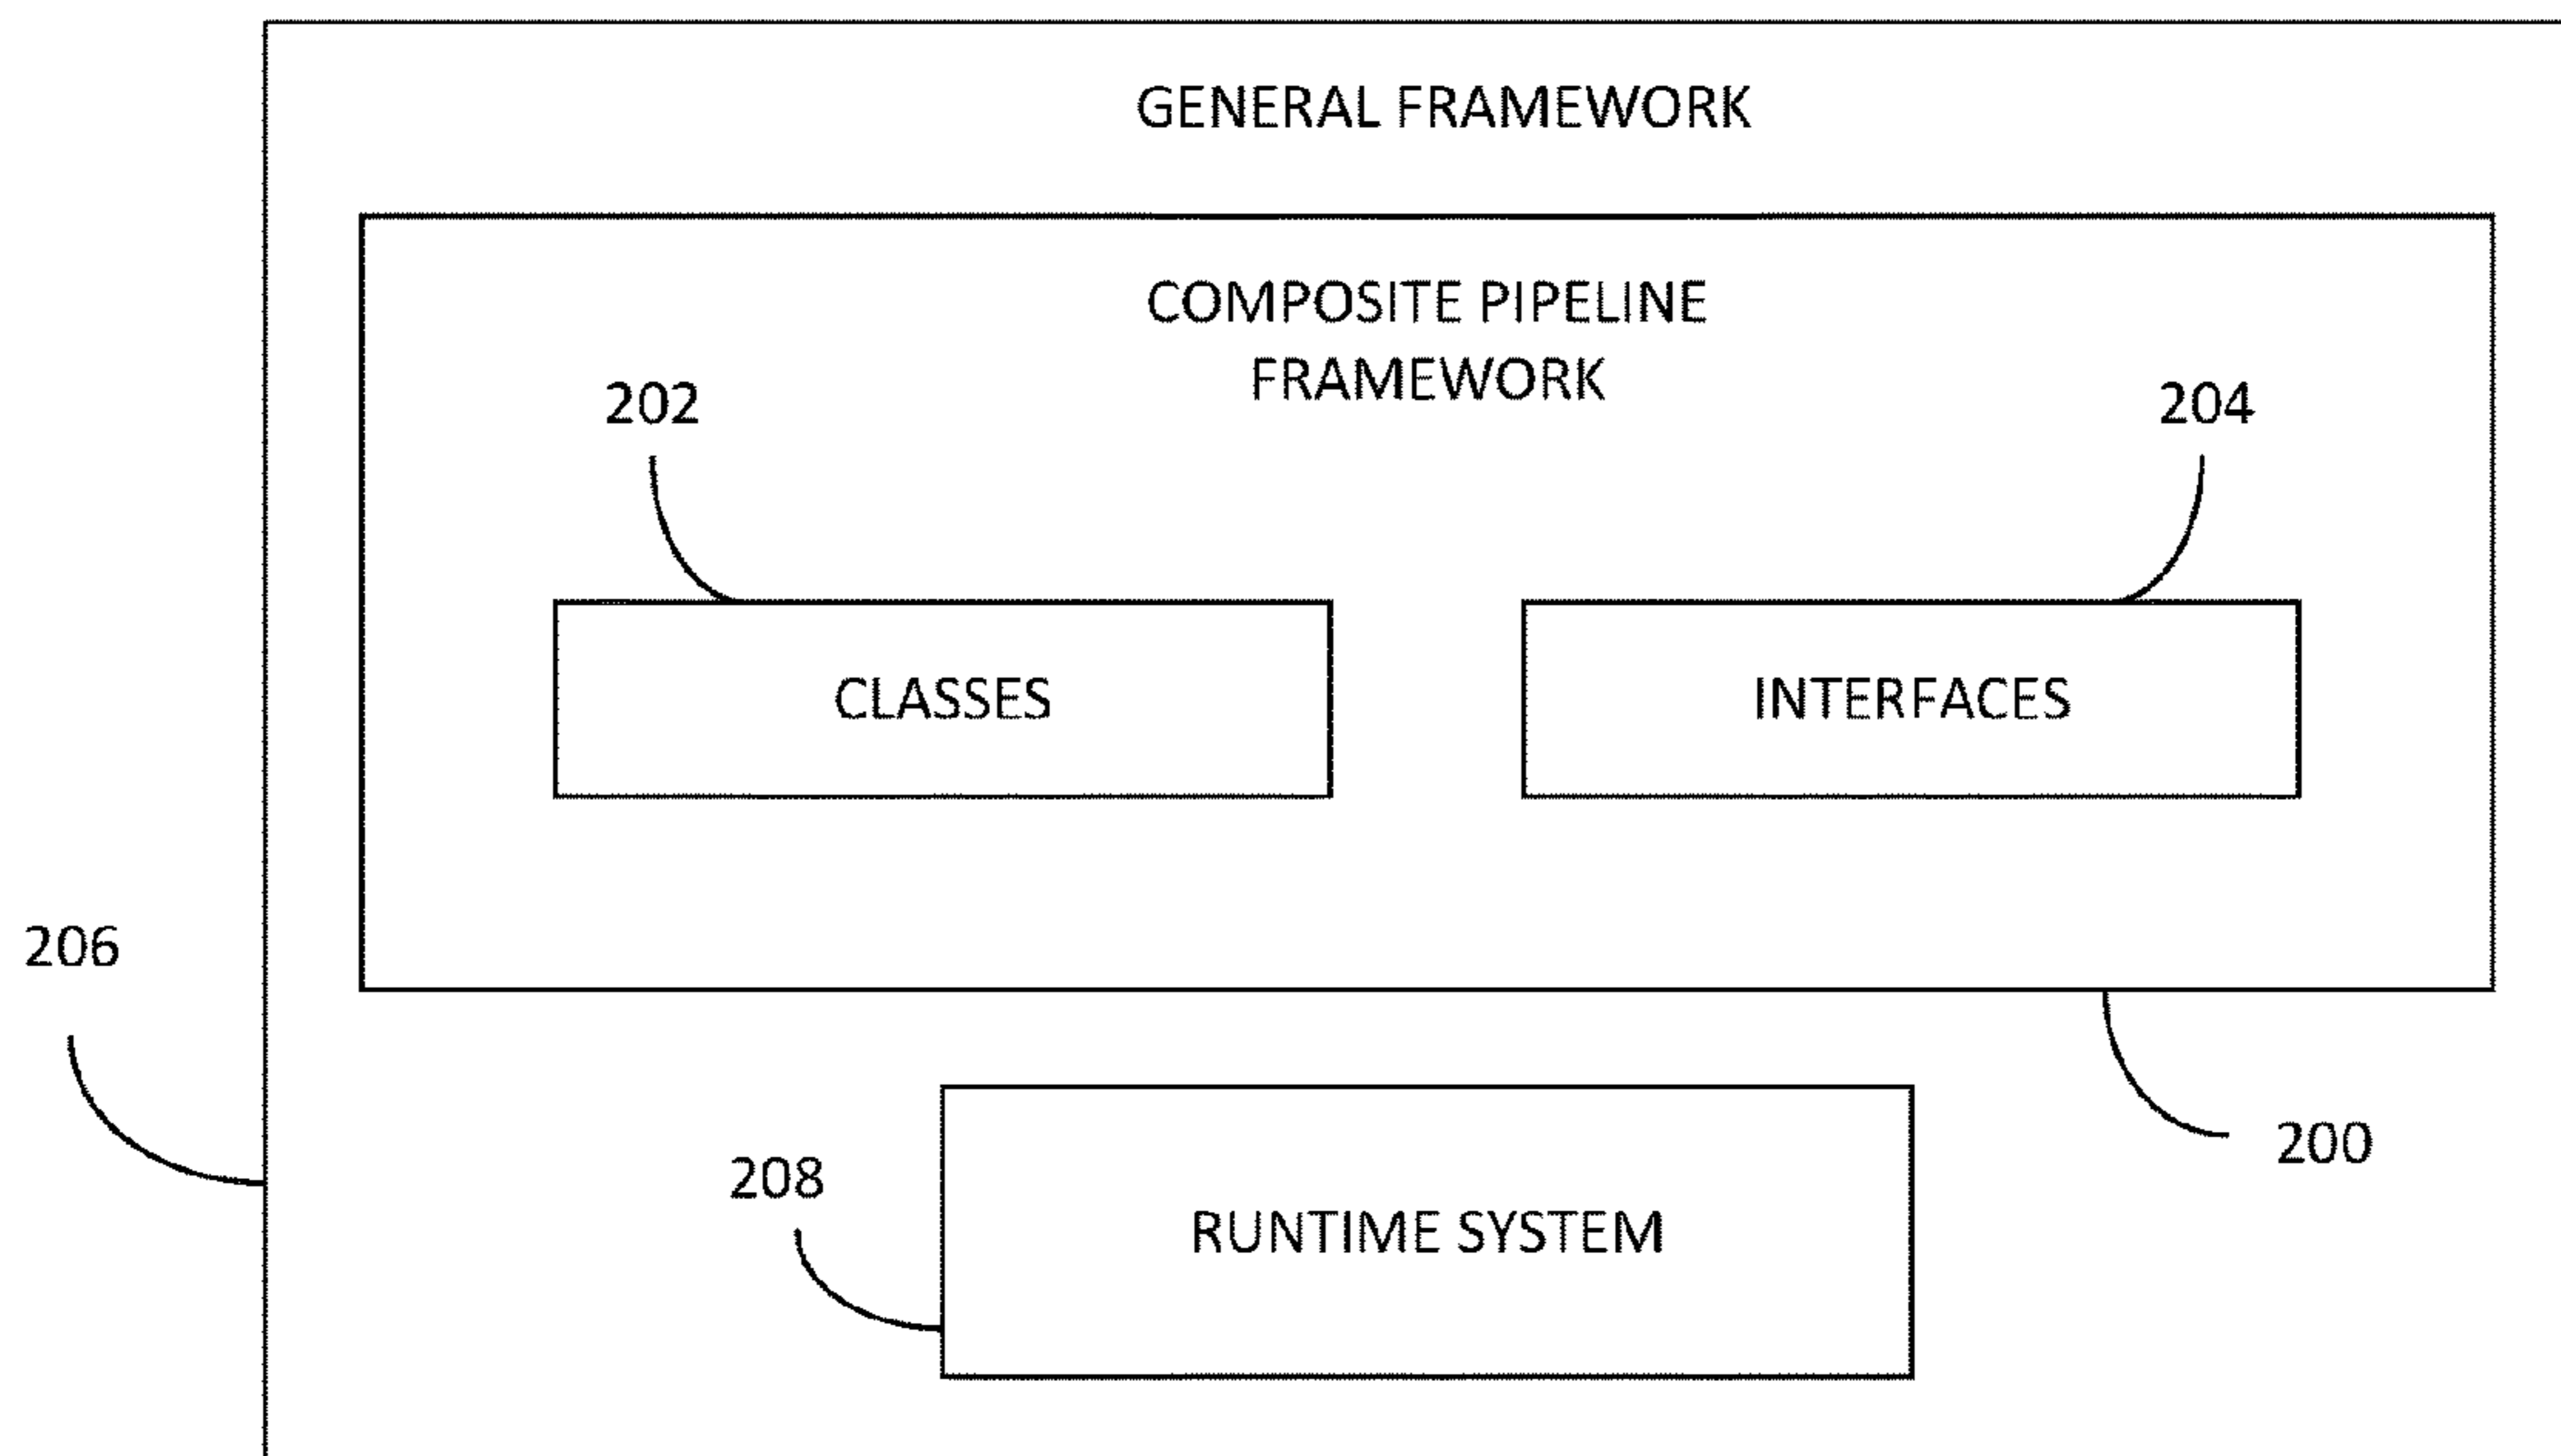 GENERAL FRAMEWORK
COMPOSITE PIPELINE
FRAMEWORK
202
204
CLASSES
INTERFACES
206
200
208
RUNTIME SYSTEM